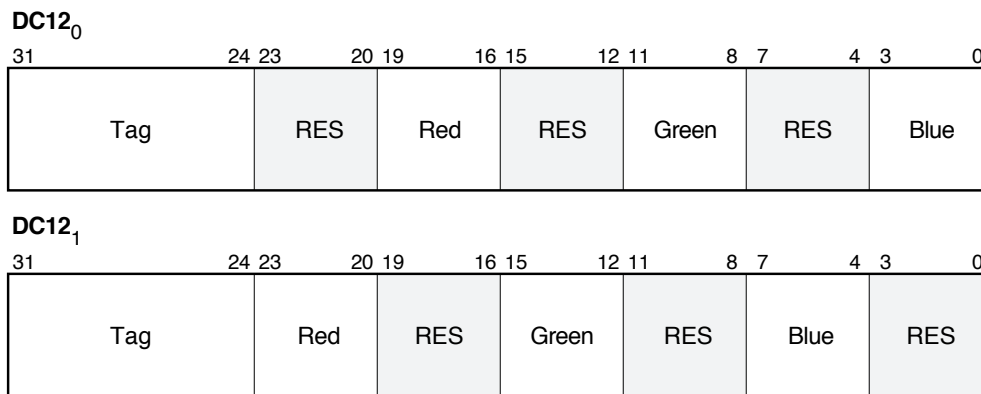 DC12₀
31 24 23 20 19 16 15 12 11 8 7 4 3 0
Tag RES Red RES Green RES Blue
DC12₁
31 24 23 20 19 16 15 12 11 8 7 4 3 0
Tag Red RES Green RES Blue RES